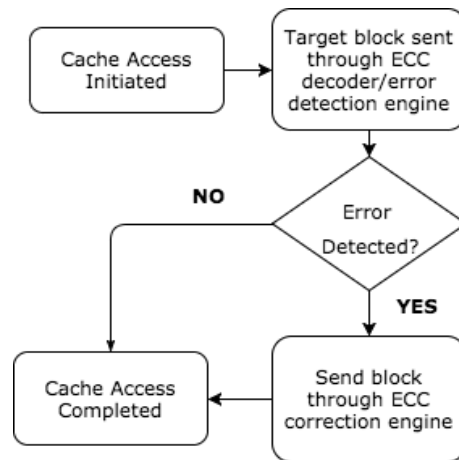 Cache Access
Initiated
Target block sent
through ECC
decoder/error
detection engine
Error
Detected?
NO
YES
Send block
through ECC
correction engine
Cache Access
Completed